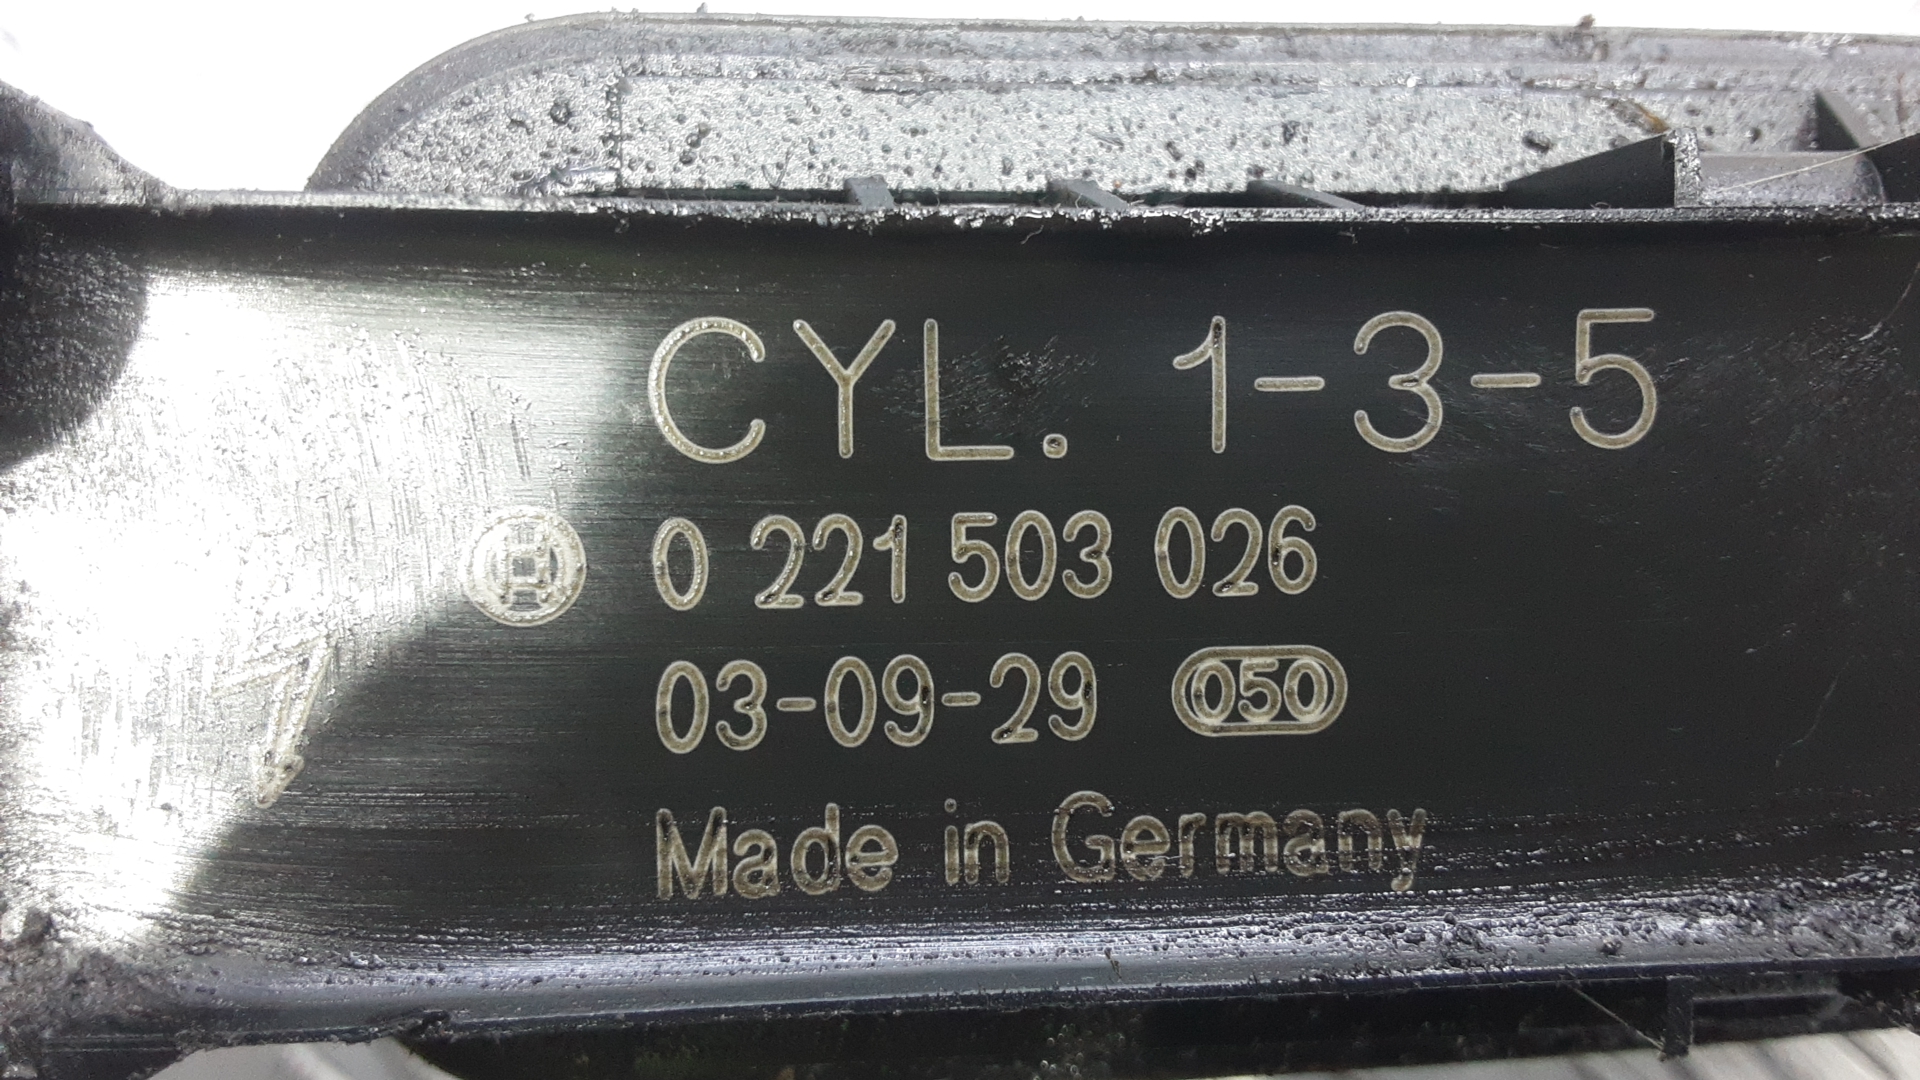 CYL. 1-3-5
0 221 503 026
03-09-29 050
Made in Germany